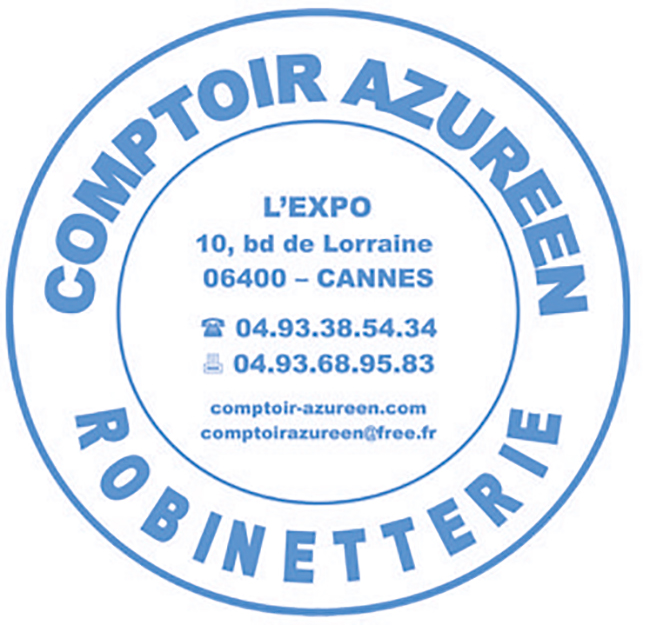 COMPTOIR AZUREEN
L'EXPO
10, bd de Lorraine
06400 – CANNES
☎ 04.93.38.54.34
04.93.68.95.83
comptoir-azureen.com
comptoirazureen@free.fr
ROBINETTERIE